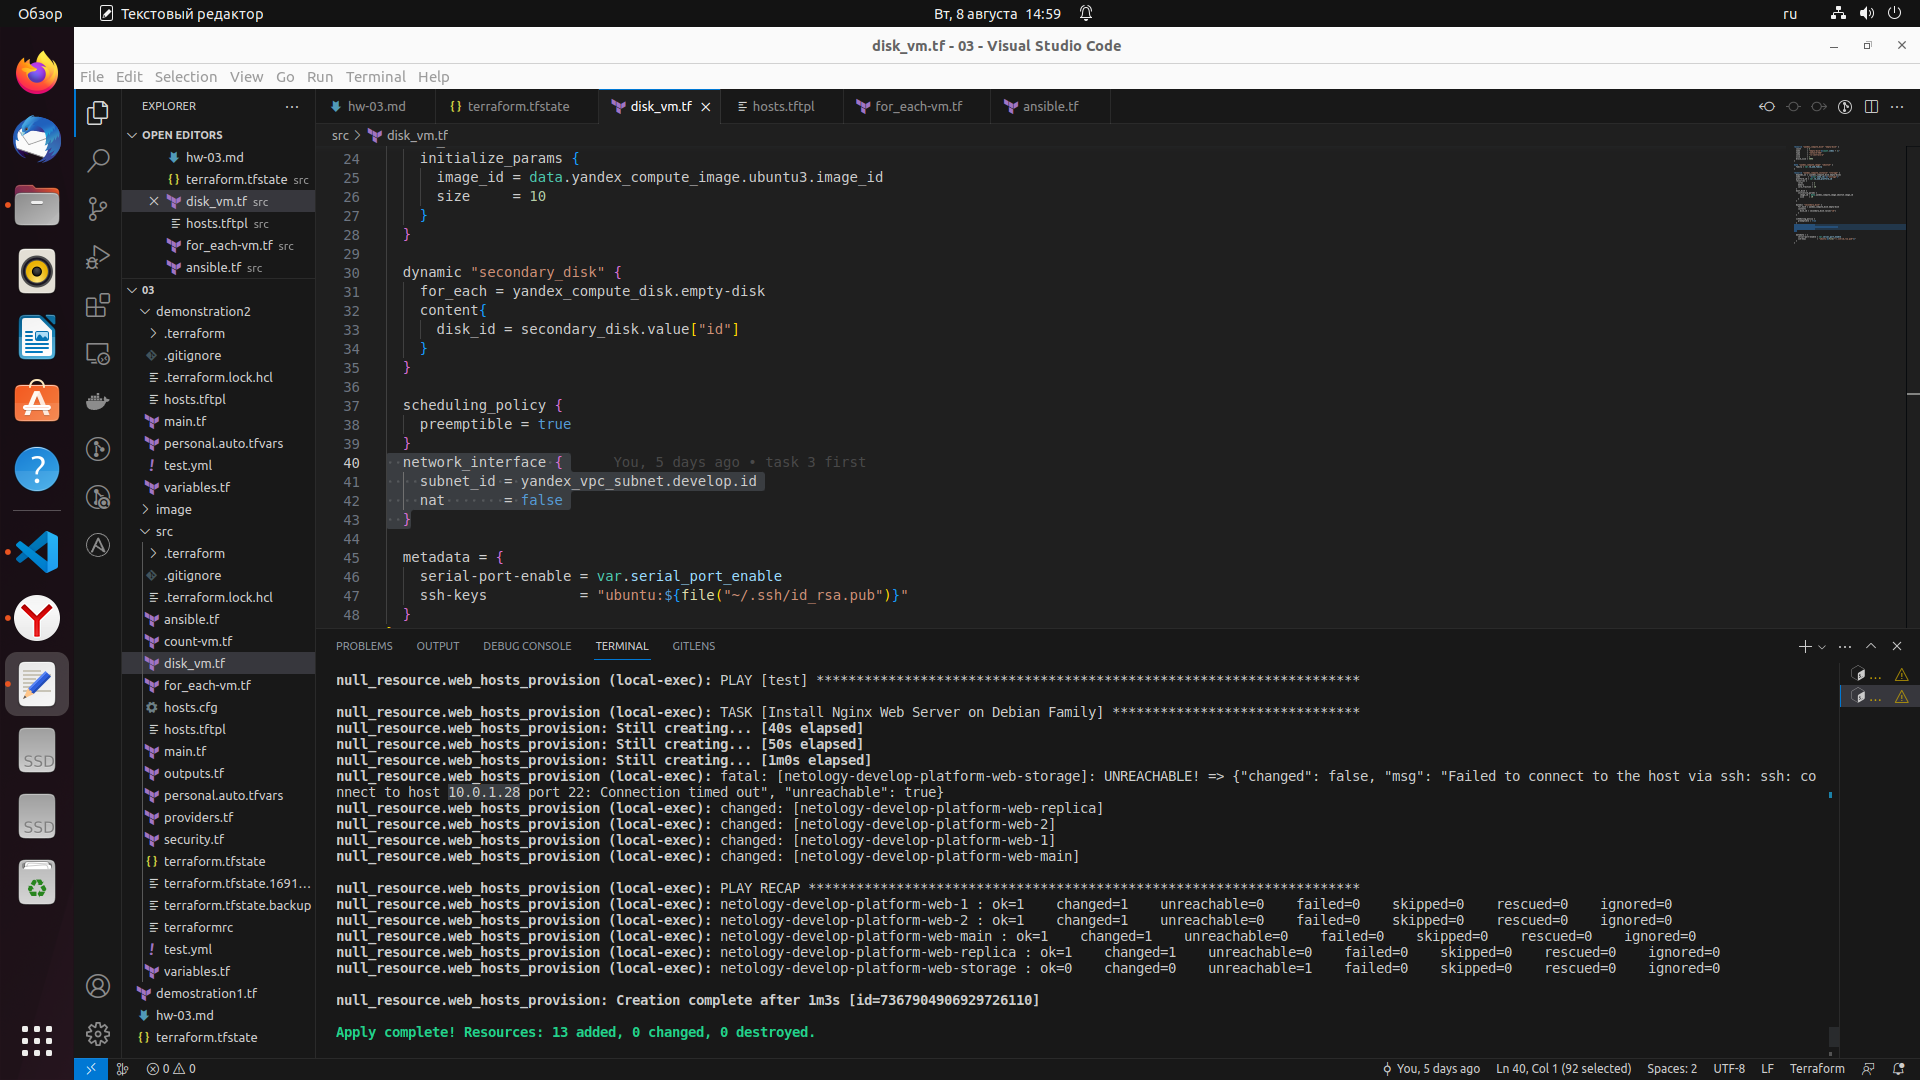 Обзор
Текстовый редактор
Вт, 8 августа 14:59
ru
disk_vm.tf - 03 - Visual Studio Code
File Edit Selection View Go Run Terminal Help
EXPLORER
OPEN EDITORS
hw-03.md
terraform.tfstate src
disk_vm.tf src
hosts.tftpl src
for_each-vm.tf src
ansible.tf src
03
demonstration2
.terraform
.gitignore
.terraform.lock.hcl
hosts.tftpl
main.tf
personal.auto.tfvars
test.yml
variables.tf
image
src
.terraform
.gitignore
.terraform.lock.hcl
ansible.tf
count-vm.tf
disk_vm.tf
for_each-vm.tf
hosts.cfg
hosts.tftpl
main.tf
outputs.tf
personal.auto.tfvars
providers.tf
security.tf
terraform.tfstate
terraform.tfstate.1691...
terraform.tfstate.backup
terraformrc
test.yml
variables.tf
demostration1.tf
hw-03.md
terraform.tfstate
hw-03.md terraform.tfstate disk_vm.tf hosts.tftpl for_each-vm.tf ansible.tf
src > disk_vm.tf
24 initialize_params {
25 image_id = data.yandex_compute_image.ubuntu3.image_id
26 size = 10
27 }
28 }
29
30 dynamic "secondary_disk" {
31 for_each = yandex_compute_disk.empty-disk
32 content{
33 disk_id = secondary_disk.value["id"]
34 }
35 }
36
37 scheduling_policy {
38 preemptible = true
39 }
40 network_interface { You, 5 days ago • task 3 first
41 subnet_id = yandex_vpc_subnet.develop.id
42 nat = false
43 }
44
45 metadata = {
46 serial-port-enable = var.serial_port_enable
47 ssh-keys = "ubuntu:${file("~/.ssh/id_rsa.pub")}"
48 }
PROBLEMS OUTPUT DEBUG CONSOLE TERMINAL GITLENS
null_resource.web_hosts_provision (local-exec): PLAY [test] ********************************************************************
null_resource.web_hosts_provision (local-exec): TASK [Install Nginx Web Server on Debian Family] *******************************
null_resource.web_hosts_provision: Still creating... [40s elapsed]
null_resource.web_hosts_provision: Still creating... [50s elapsed]
null_resource.web_hosts_provision: Still creating... [1m0s elapsed]
null_resource.web_hosts_provision (local-exec): fatal: [netology-develop-platform-web-storage]: UNREACHABLE! => {"changed": false, "msg": "Failed to connect to the host via ssh: ssh: co
nnect to host 10.0.1.28 port 22: Connection timed out", "unreachable": true}
null_resource.web_hosts_provision (local-exec): changed: [netology-develop-platform-web-replica]
null_resource.web_hosts_provision (local-exec): changed: [netology-develop-platform-web-2]
null_resource.web_hosts_provision (local-exec): changed: [netology-develop-platform-web-1]
null_resource.web_hosts_provision (local-exec): changed: [netology-develop-platform-web-main]
null_resource.web_hosts_provision (local-exec): PLAY RECAP *********************************************************************
null_resource.web_hosts_provision (local-exec): netology-develop-platform-web-1 : ok=1 changed=1 unreachable=0 failed=0 skipped=0 rescued=0 ignored=0
null_resource.web_hosts_provision (local-exec): netology-develop-platform-web-2 : ok=1 changed=1 unreachable=0 failed=0 skipped=0 rescued=0 ignored=0
null_resource.web_hosts_provision (local-exec): netology-develop-platform-web-main : ok=1 changed=1 unreachable=0 failed=0 skipped=0 rescued=0 ignored=0
null_resource.web_hosts_provision (local-exec): netology-develop-platform-web-replica : ok=1 changed=1 unreachable=0 failed=0 skipped=0 rescued=0 ignored=0
null_resource.web_hosts_provision (local-exec): netology-develop-platform-web-storage : ok=0 changed=0 unreachable=1 failed=0 skipped=0 rescued=0 ignored=0
null_resource.web_hosts_provision: Creation complete after 1m3s [id=7367904906929726110]
Apply complete! Resources: 13 added, 0 changed, 0 destroyed.
SSD
SSD
0 0
You, 5 days ago Ln 40, Col 1 (92 selected) Spaces: 2 UTF-8 LF Terraform